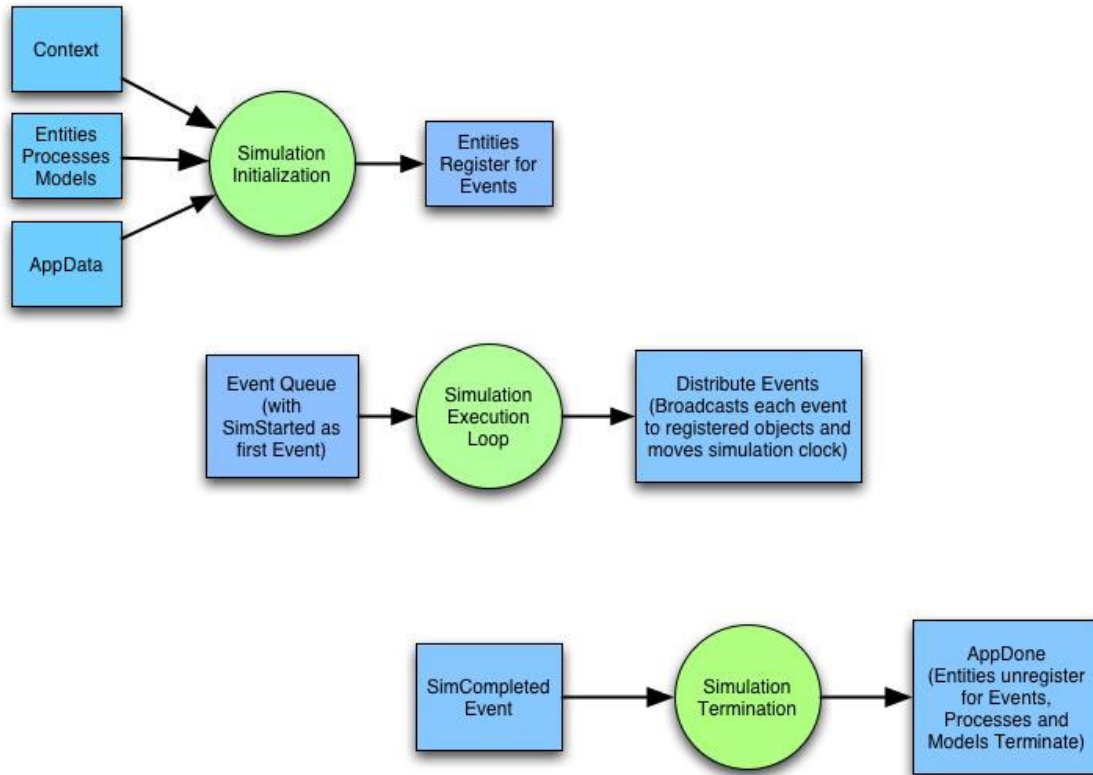 Context
Entities
Processes
Models
AppData
Simulation
Initialization
Entities
Register for
Events
Event Queue
(with
SimStarted as
first Event)
Simulation
Execution
Loop
Distribute Events
(Broadcasts each event
to registered objects and
moves simulation clock)
SimCompleted
Event
Simulation
Termination
AppDone
(Entities unregister
for Events,
Processes and
Models Terminate)